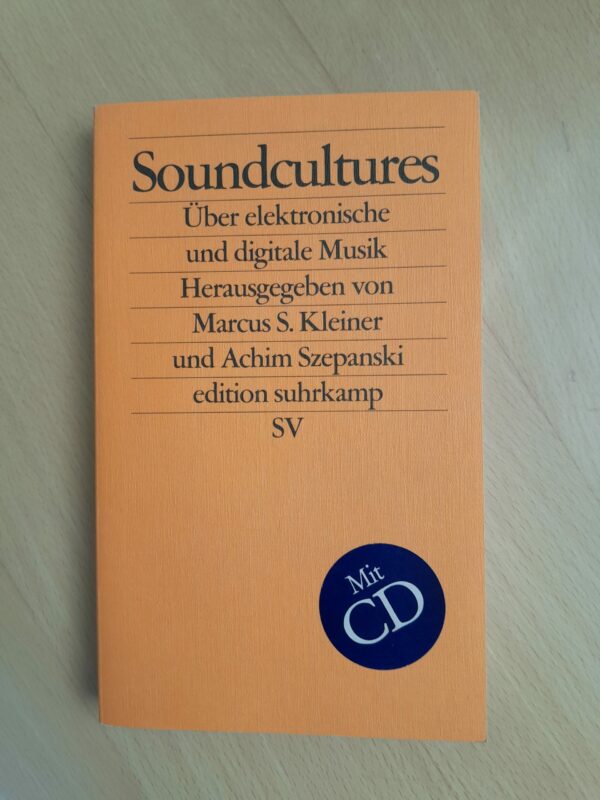 Soundcultures
Über elektronische
und digitale Musik
Herausgegeben von
Marcus S. Kleiner
und Achim Szepanski
edition suhrkamp
SV
Mit
CD